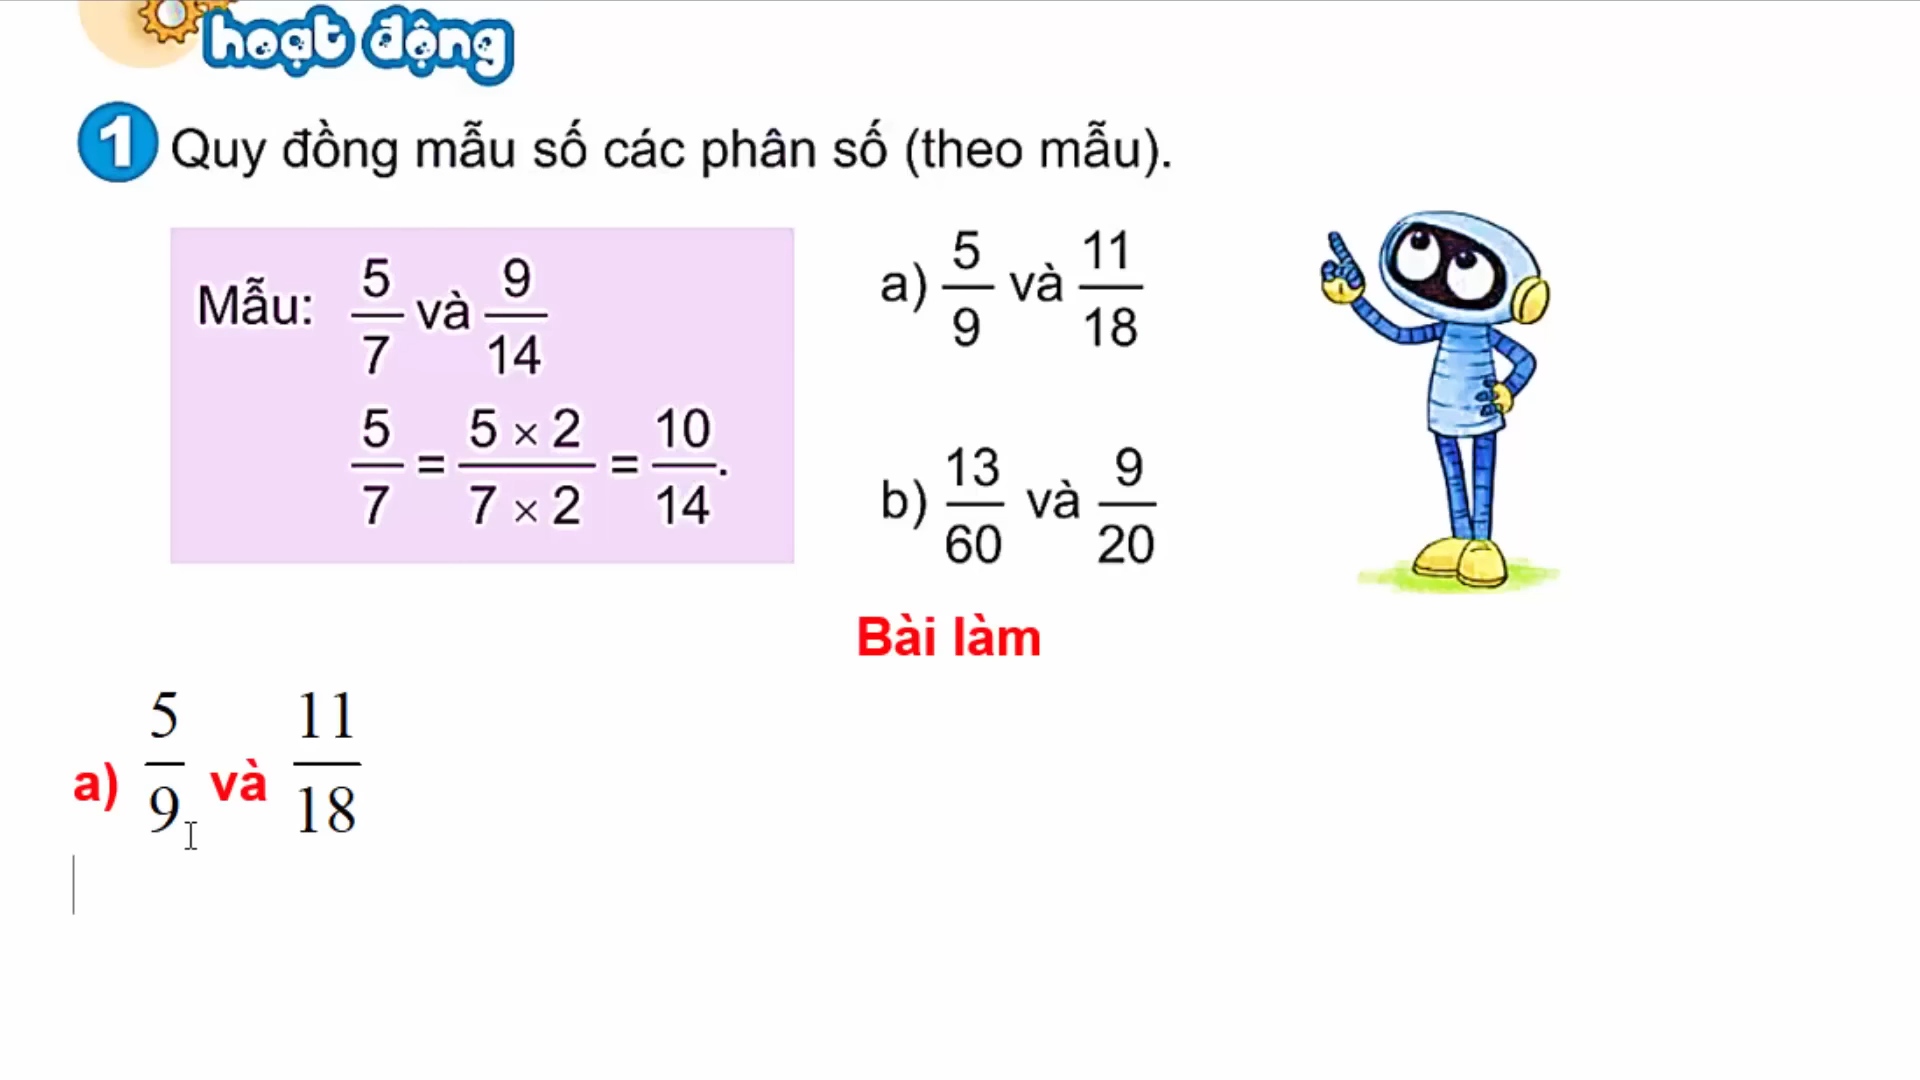 hoạt động
1 Quy đồng mẫu số các phân số (theo mẫu).
Mẫu: 5/7 và 9/14
5/7 = 5 × 2 / 7 × 2 = 10/14.
a) 5/9 và 11/18
b) 13/60 và 9/20
Bài làm
a) 5/9 và 11/18